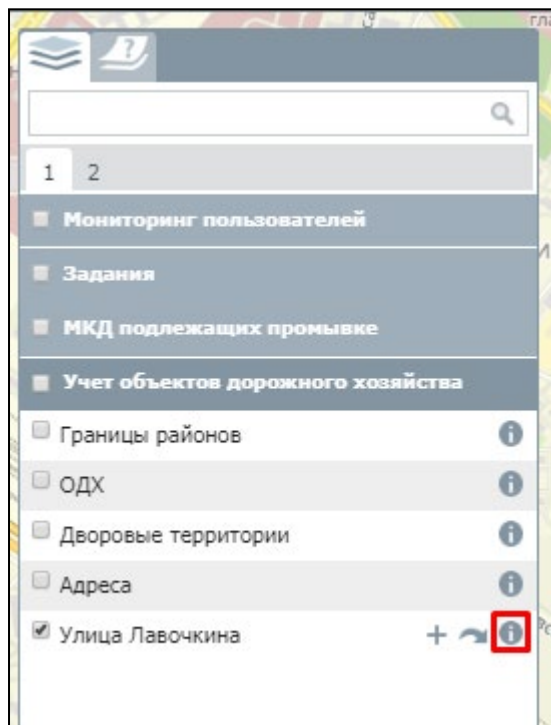 ?
1 2
Мониторинг пользователей
Задания
МКД подлежащих промывке
Учет объектов дорожного хозяйства
Границы районов
ОДХ
Дворовые территории
Адреса
Улица Лавочкина